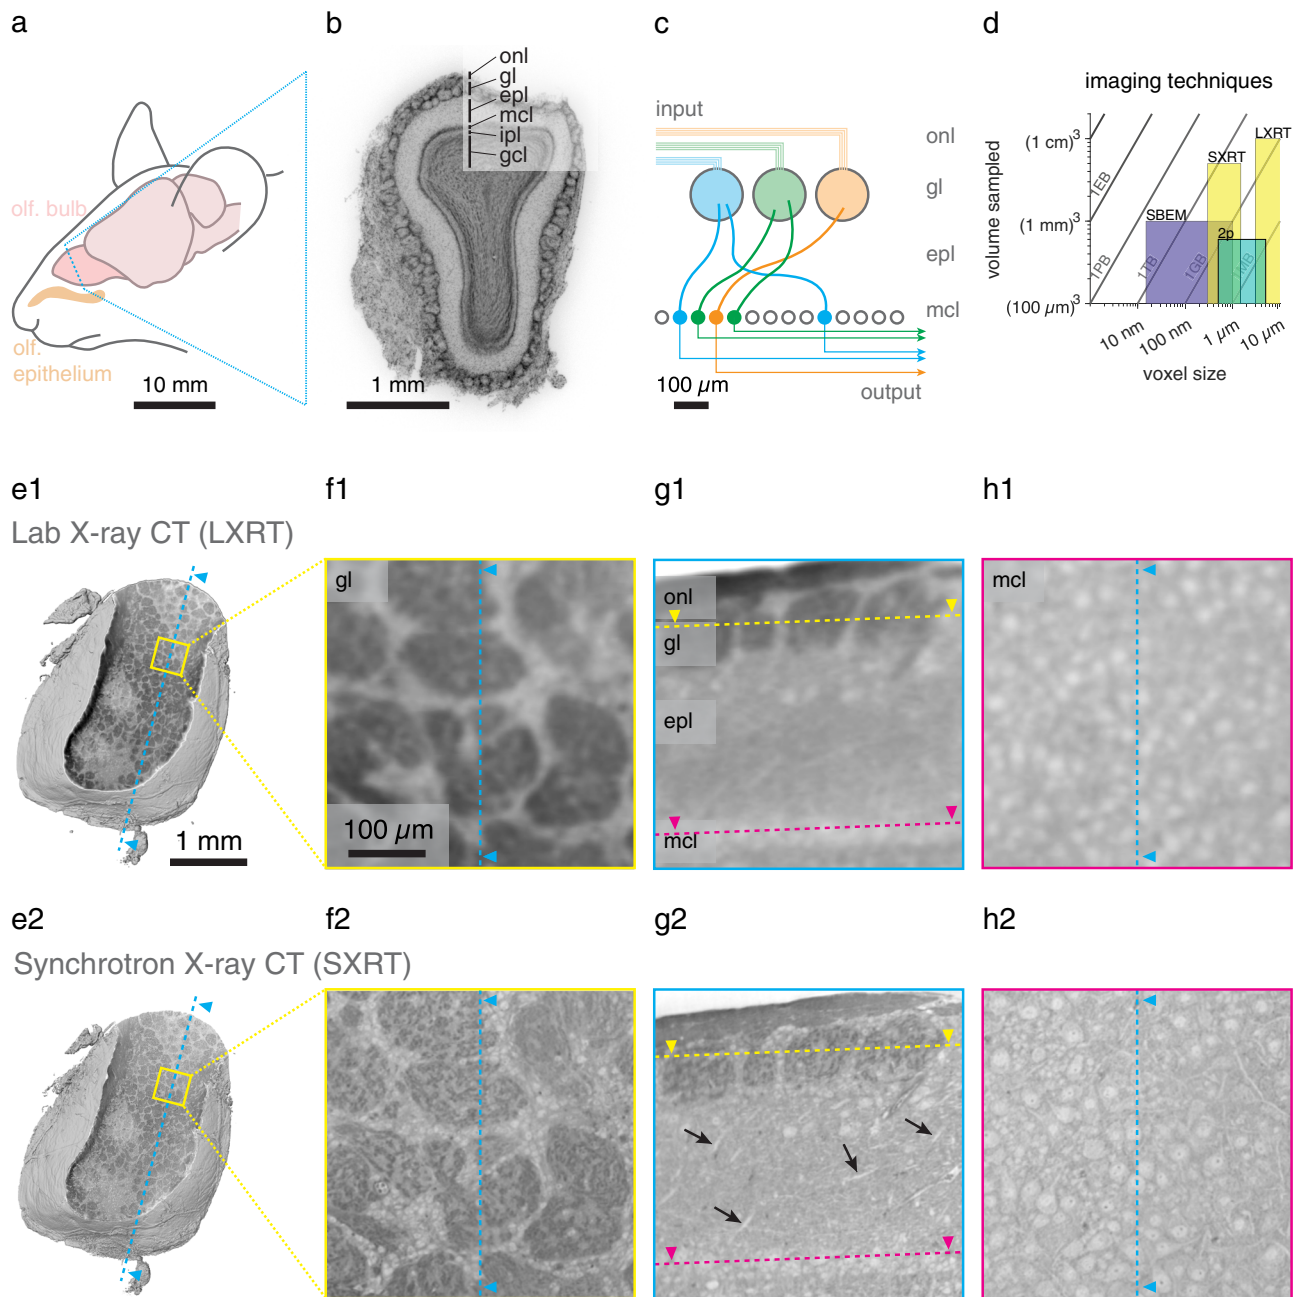 a
b
c
d
olf. bulb
olf.
epithelium
10 mm
onl
gl
epl
mcl
ipl
gcl
1 mm
input
onl
gl
epl
mcl
100 µm
output
imaging techniques
volume sampled
(1 cm)³
(1 mm)³
(100 µm)³
1EB
1PB
1TB
1GB
1MB
SBEM
2p
SXRT
LXRT
10 nm
100 nm
1 µm
10 µm
voxel size
e1
f1
g1
h1
Lab X-ray CT (LXRT)
1 mm
gl
100 µm
onl
gl
epl
mcl
mcl
e2
f2
g2
h2
Synchrotron X-ray CT (SXRT)